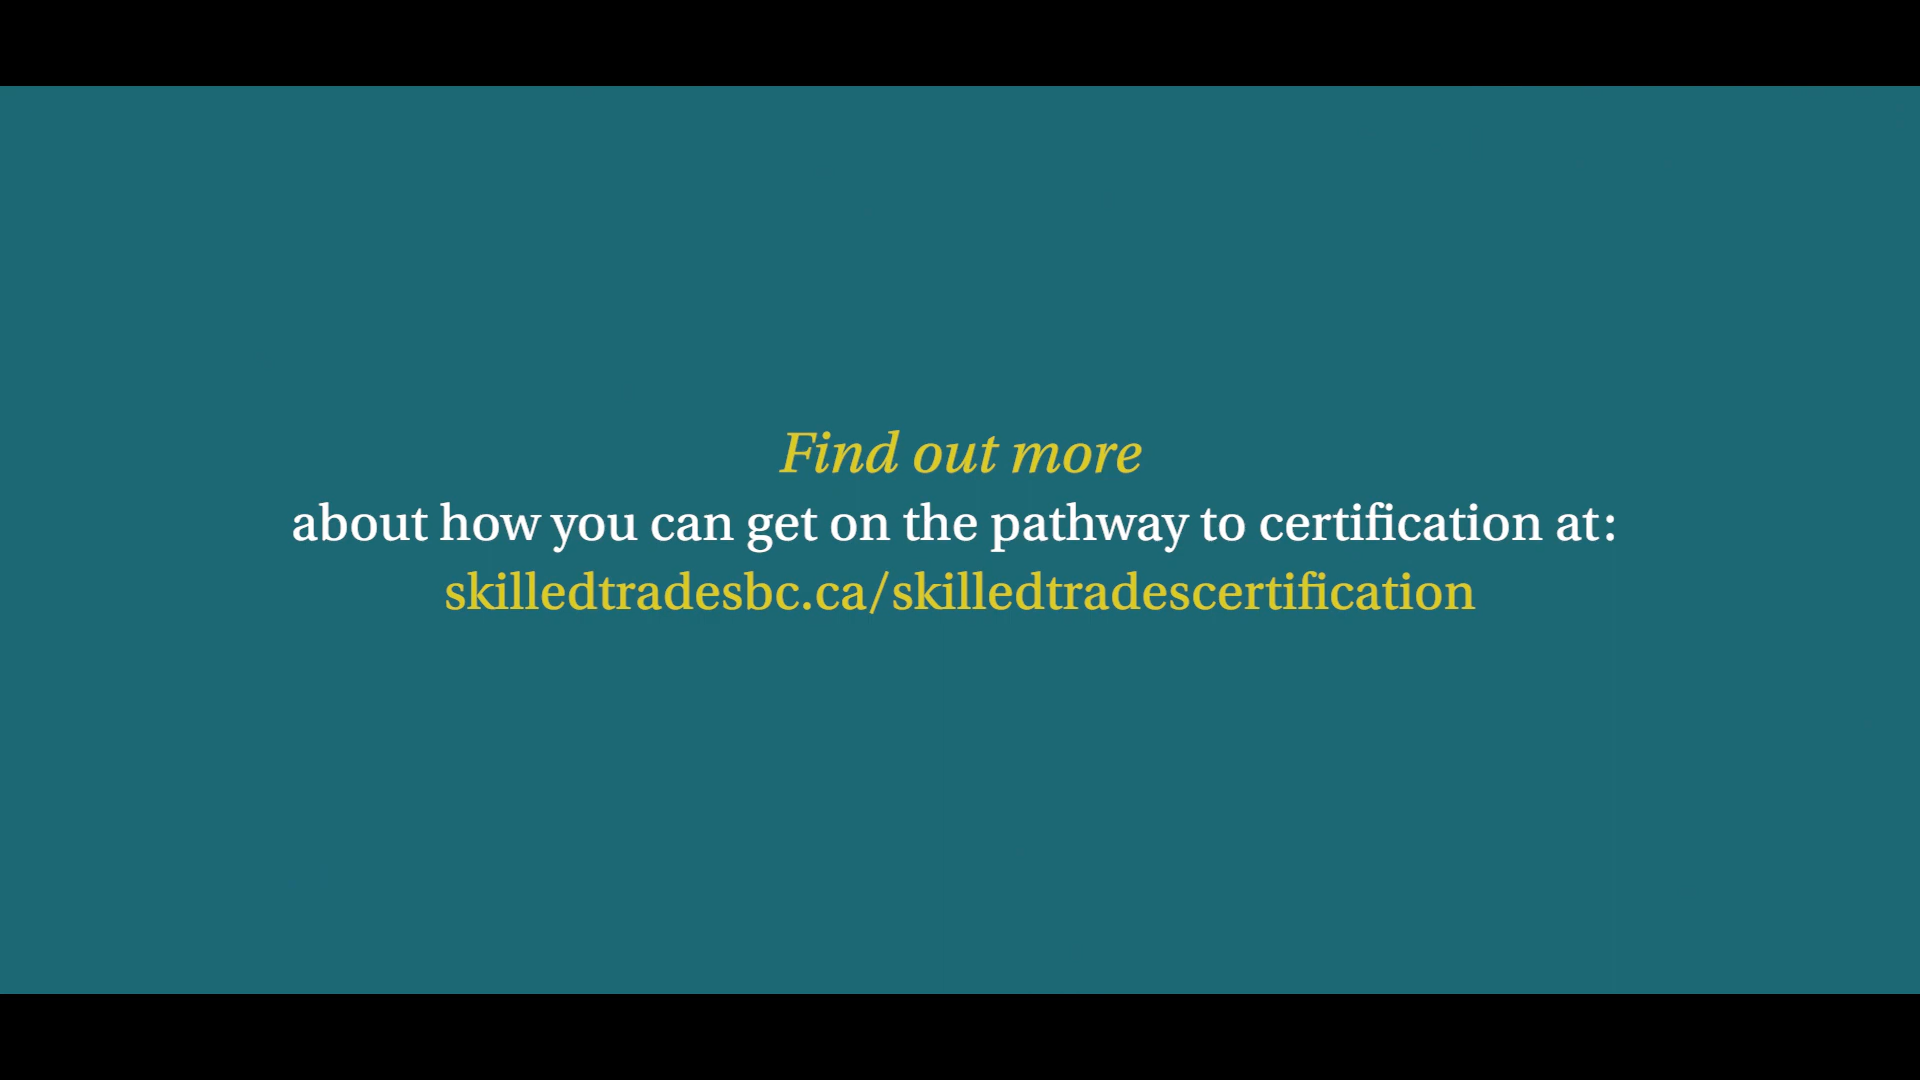 Find out more
about how you can get on the pathway to certification at:
skilledtradesbc.ca/skilledtradescertification